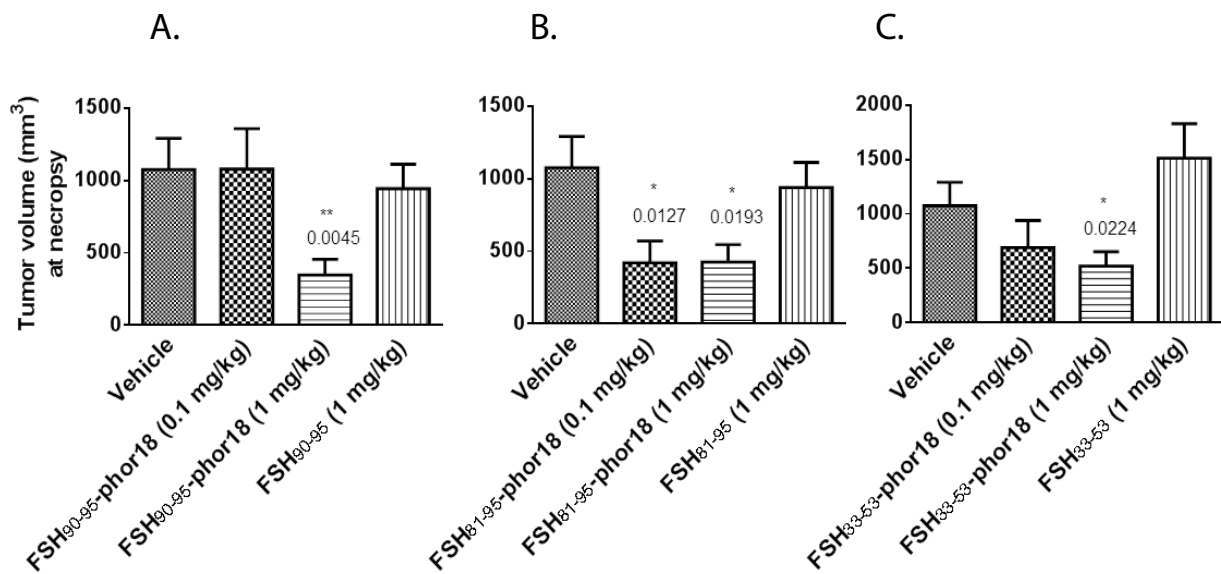 A.
B.
C.
Tumor volume (mm³)
at necropsy
1500
1000
500
0
**
0.0045
Vehicle
FSH90-95-phor18 (0.1 mg/kg)
FSH90-95-phor18 (1 mg/kg)
FSH90-95 (1 mg/kg)
1500
1000
500
0
*
0.0127
*
0.0193
Vehicle
FSH81-95-phor18 (0.1 mg/kg)
FSH81-95-phor18 (1 mg/kg)
FSH81-95 (1 mg/kg)
2000
1500
1000
500
0
*
0.0224
Vehicle
FSH33-53-phor18 (0.1 mg/kg)
FSH33-53-phor18 (1 mg/kg)
FSH33-53 (1 mg/kg)